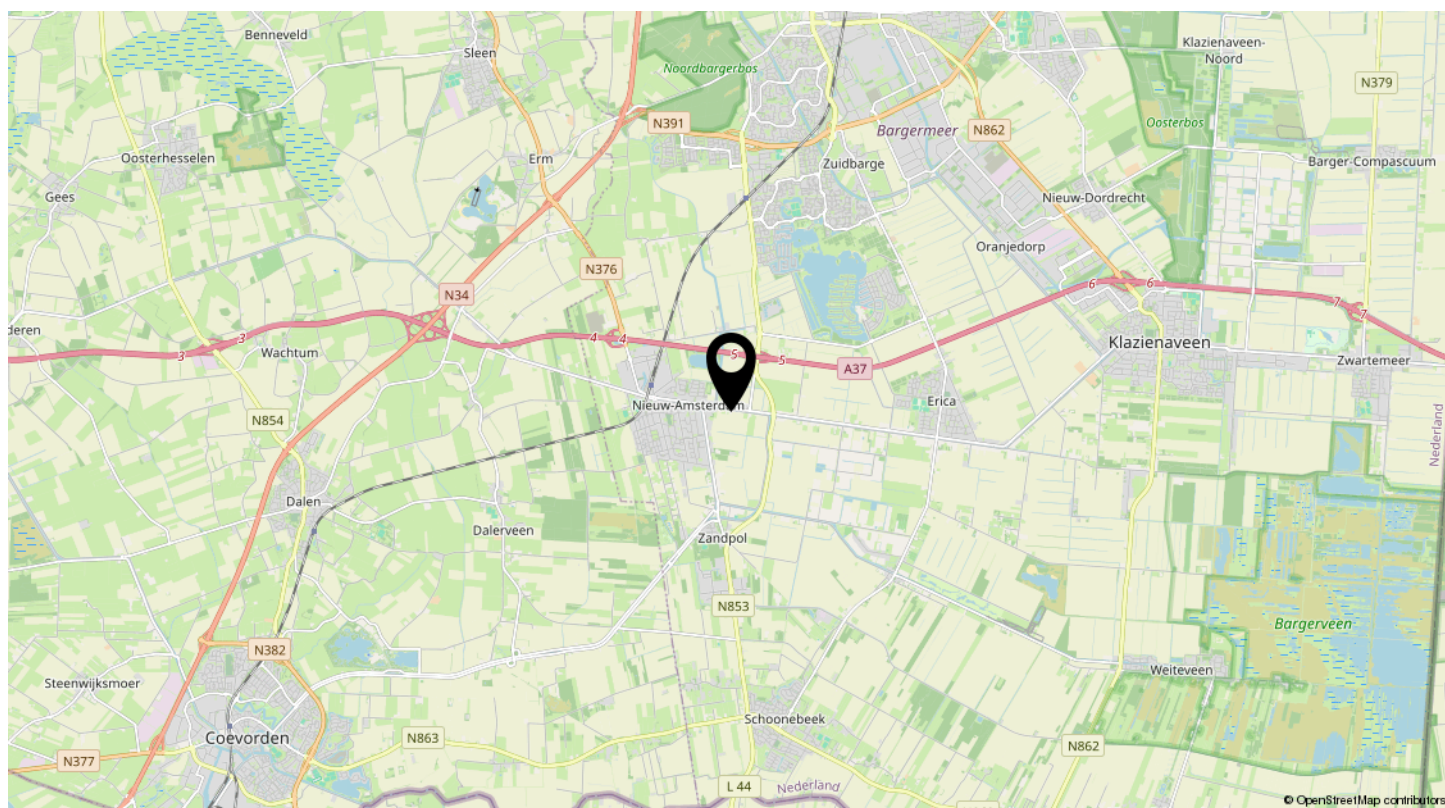 Benneveld
Sleen
Klazienaveen-
Noord
Noordbargerbos
N379
N391
Oosterbos
Bargermeer
N862
Oosterhesselen
Erm
Zuidbarge
Barger-Compascuum
Gees
Nieuw-Dordrecht
Oranjedorp
N376
N34
6
6
7
7
deren
3
3
Wachtum
4
4
5
5
A37
Klazienaveen
Zwartemeer
Nieuw-Amsterdam
Erica
N854
Nederland
Dalen
Dalerveen
Zandpol
N853
Bargerveen
N382
Weiteveen
Steenwijksmoer
Schoonebeek
Coevorden
N863
N862
N377
L 44
Nederland
© OpenStreetMap contributors